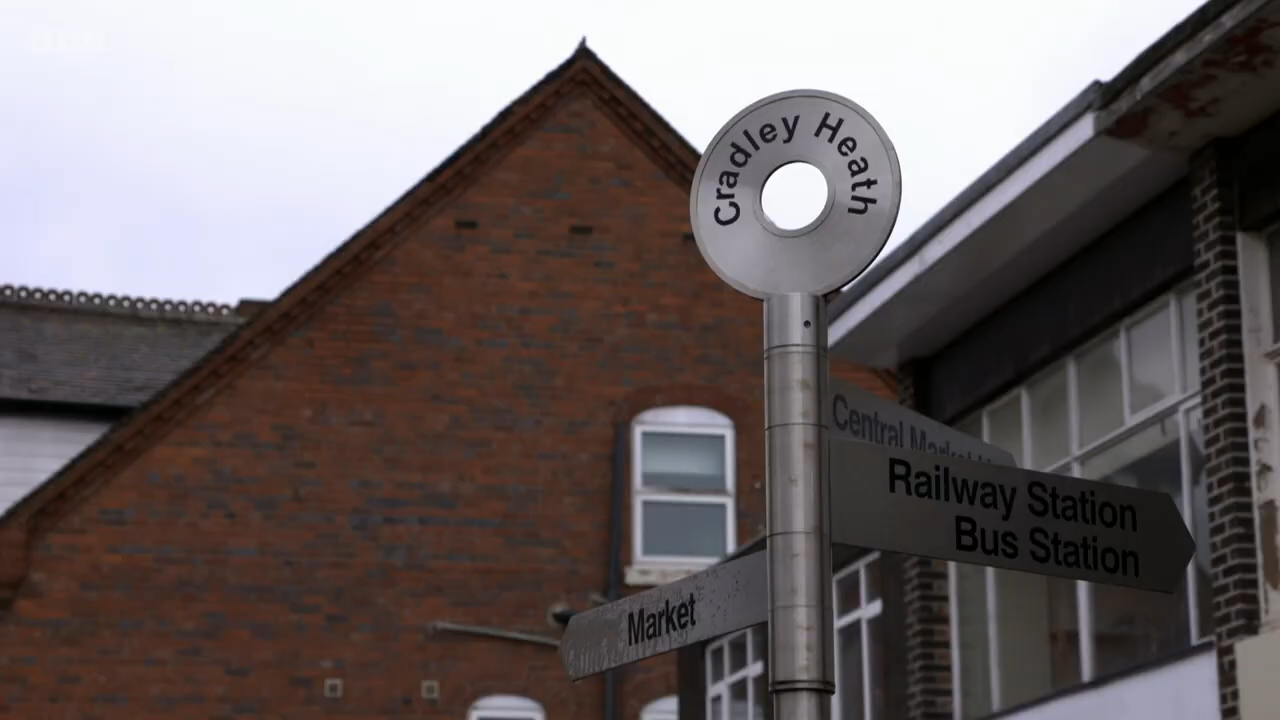 Cradley Heath
Central Market
Railway Station
Bus Station
Market